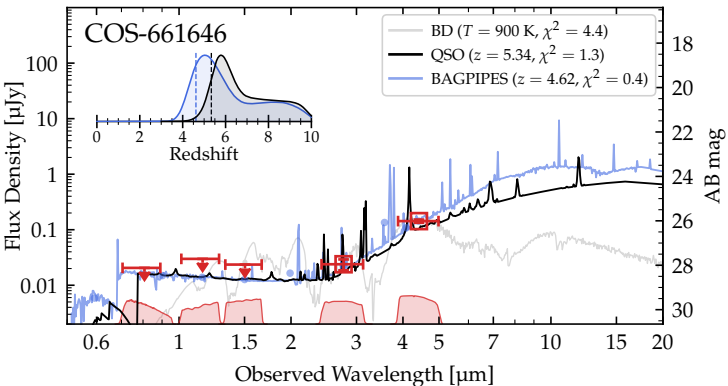 COS-661646
BD (T = 900 K, χ² = 4.4)
QSO (z = 5.34, χ² = 1.3)
BAGPIPES (z = 4.62, χ² = 0.4)
0 2 4 6 8 10
Redshift
Flux Density [μJy]
100
10
1
0.1
0.01
AB mag
18
20
22
24
26
28
30
0.6 1 2 3 4 5 7 10 15 20
Observed Wavelength [μm]